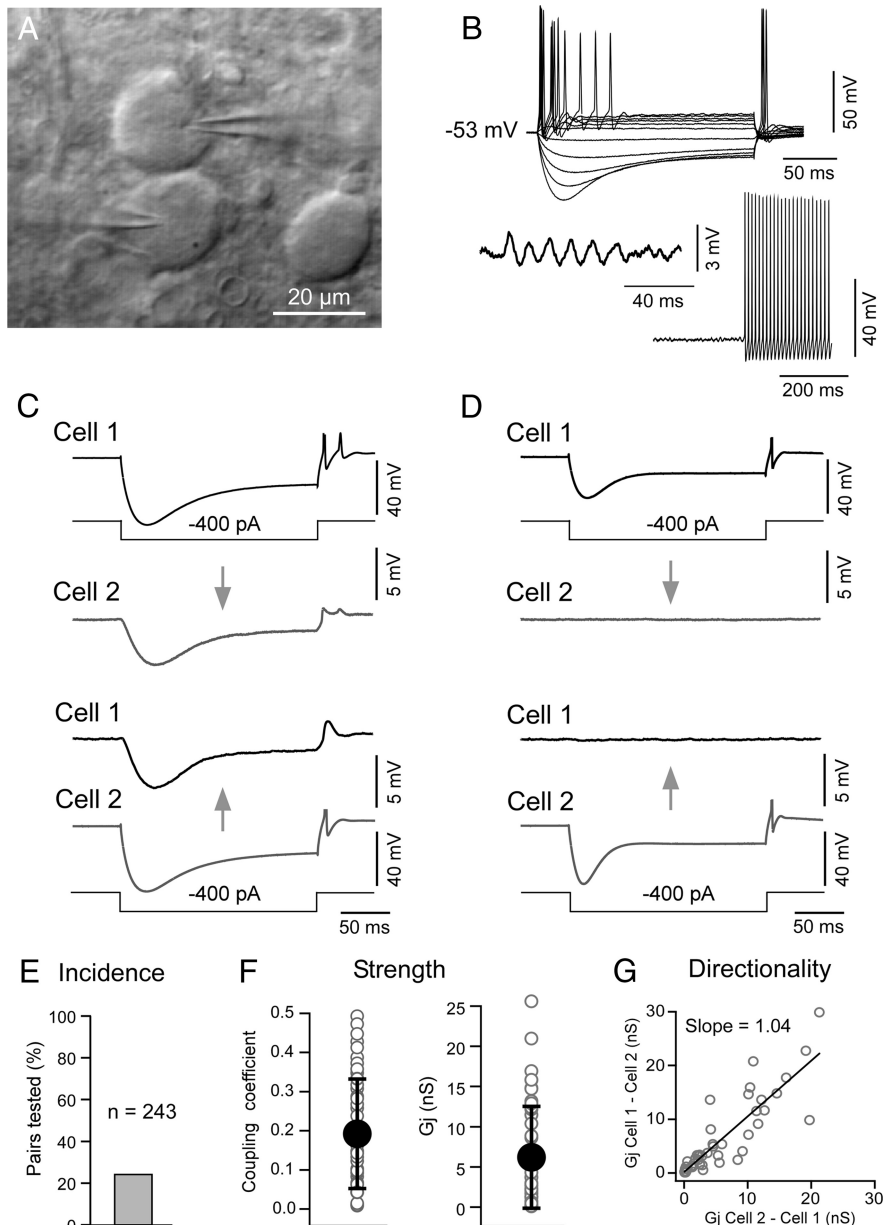 A
20 µm
B
-53 mV
50 mV
50 ms
3 mV
40 ms
40 mV
200 ms
C
Cell 1
40 mV
-400 pA
5 mV
Cell 2
Cell 1
5 mV
Cell 2
40 mV
-400 pA
50 ms
D
Cell 1
40 mV
-400 pA
5 mV
Cell 2
Cell 1
5 mV
Cell 2
40 mV
-400 pA
50 ms
E Incidence
Pairs tested (%)
100
80
60
40
20
0
n = 243
F Strength
Coupling coefficient
0.5
0.4
0.3
0.2
0.1
0.0
Gj (nS)
25
20
15
10
5
0
G Directionality
Gj Cell 1 - Cell 2 (nS)
30
20
10
0
Slope = 1.04
0 10 20 30
Gj Cell 2 - Cell 1 (nS)